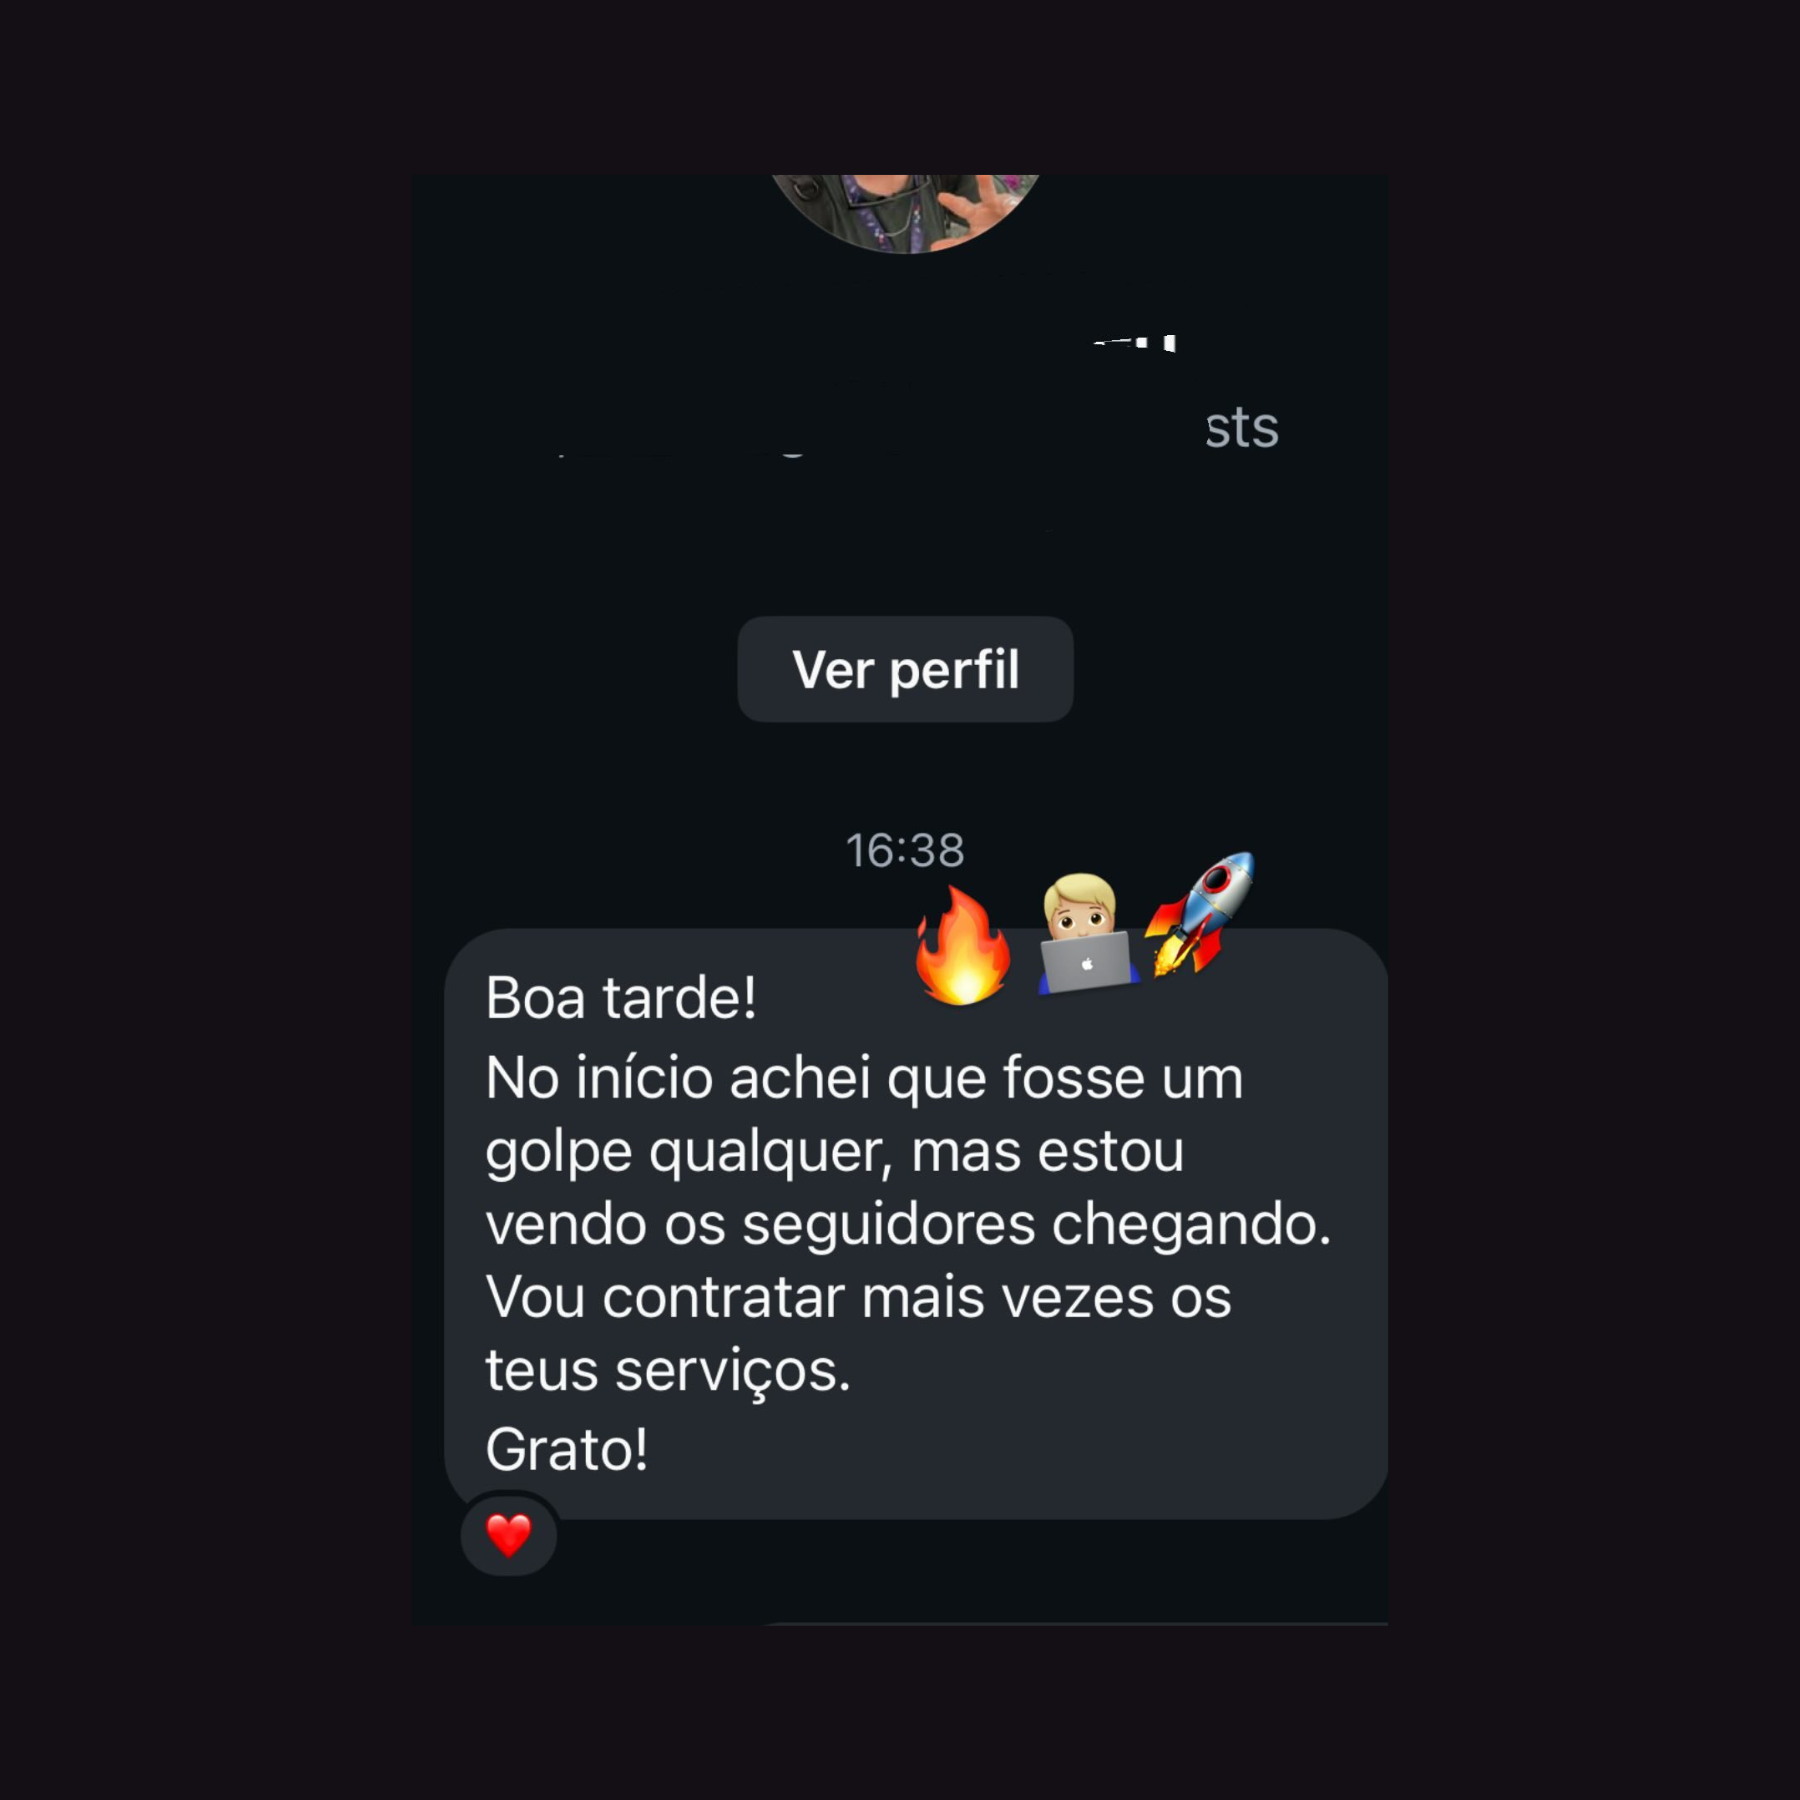 sts
Ver perfil
16:38
Boa tarde!
No início achei que fosse um
golpe qualquer, mas estou
vendo os seguidores chegando.
Vou contratar mais vezes os
teus serviços.
Grato!